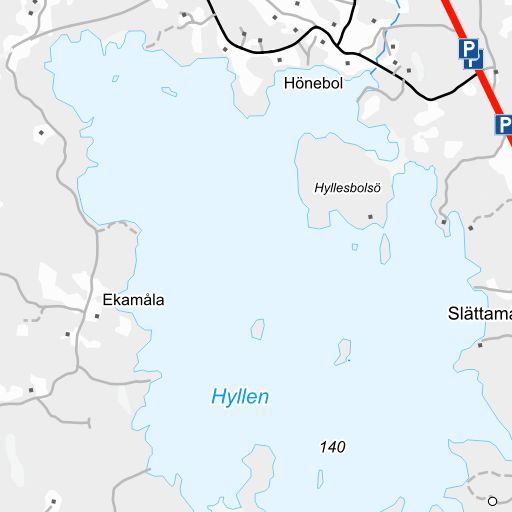 P
P
P
Hönebol
Hyllesbolsö
Ekamåla
Slättama
Hyllen
140